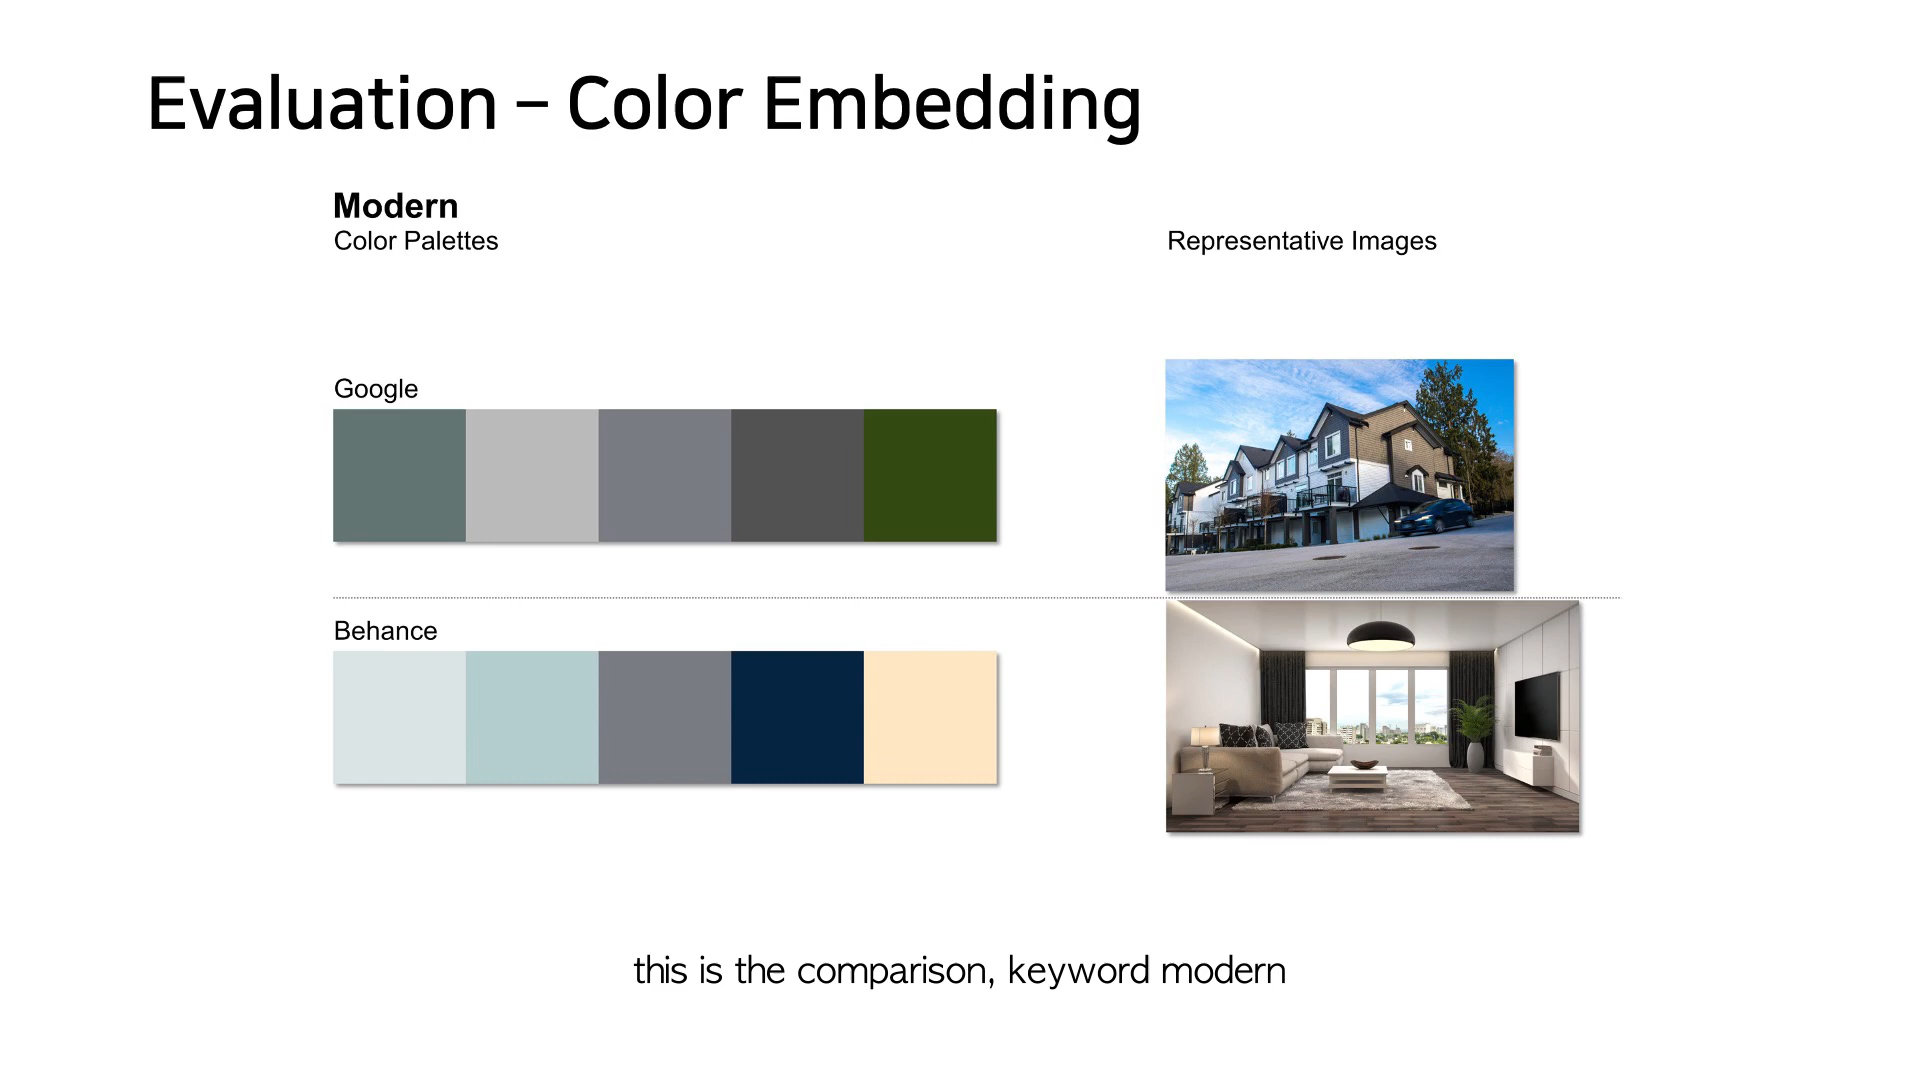 Evaluation – Color Embedding
Modern
Color Palettes
Representative Images
Google
Behance
this is the comparison, keyword modern